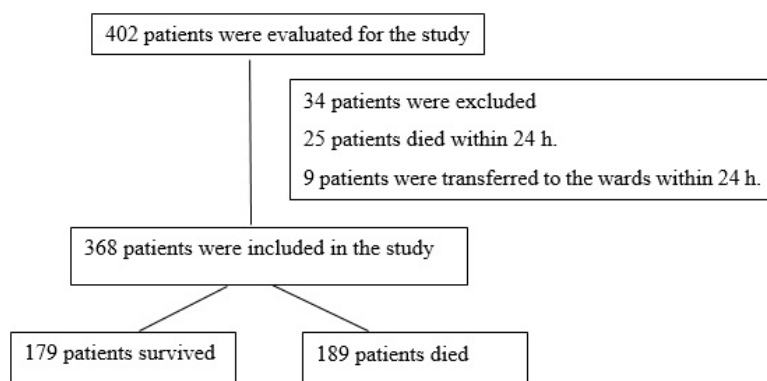 402 patients were evaluated for the study
34 patients were excluded
25 patients died within 24 h.
9 patients were transferred to the wards within 24 h.
368 patients were included in the study
179 patients survived
189 patients died